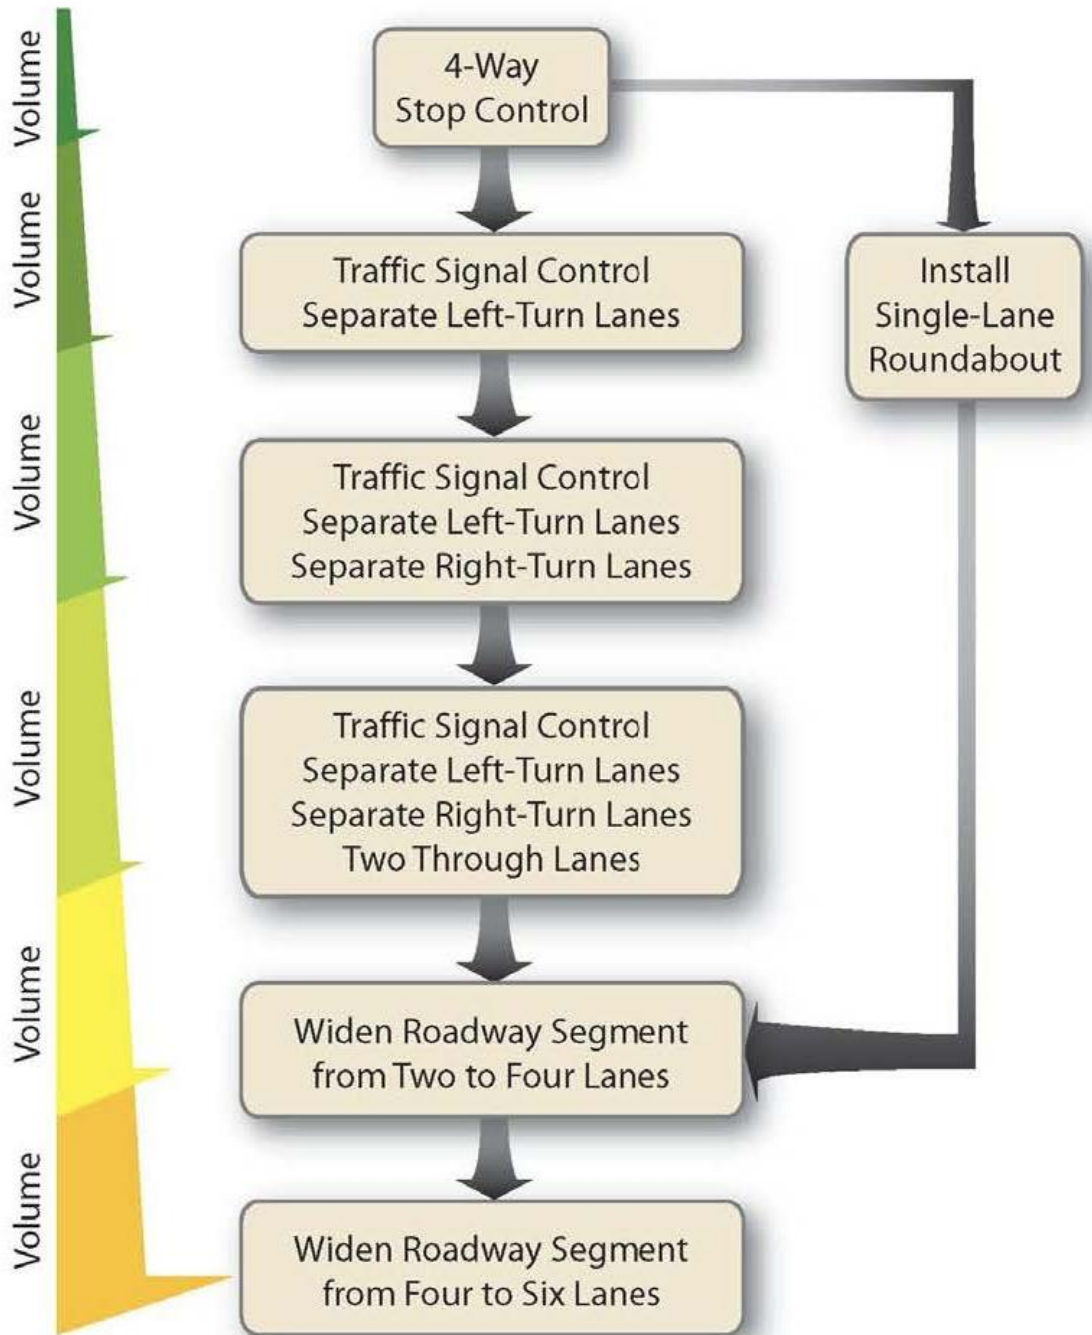 Volume
4-Way
Stop Control
Volume
Traffic Signal Control
Separate Left-Turn Lanes
Install
Single-Lane
Roundabout
Volume
Traffic Signal Control
Separate Left-Turn Lanes
Separate Right-Turn Lanes
Volume
Traffic Signal Control
Separate Left-Turn Lanes
Separate Right-Turn Lanes
Two Through Lanes
Volume
Widen Roadway Segment
from Two to Four Lanes
Volume
Widen Roadway Segment
from Four to Six Lanes